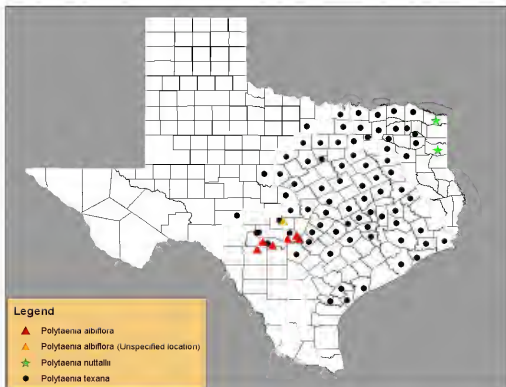 Legend
Polytaenia albiflora
Polytaenia albiflora (Unspecified location)
Polytaenia nuttallii
Polytaenia texana